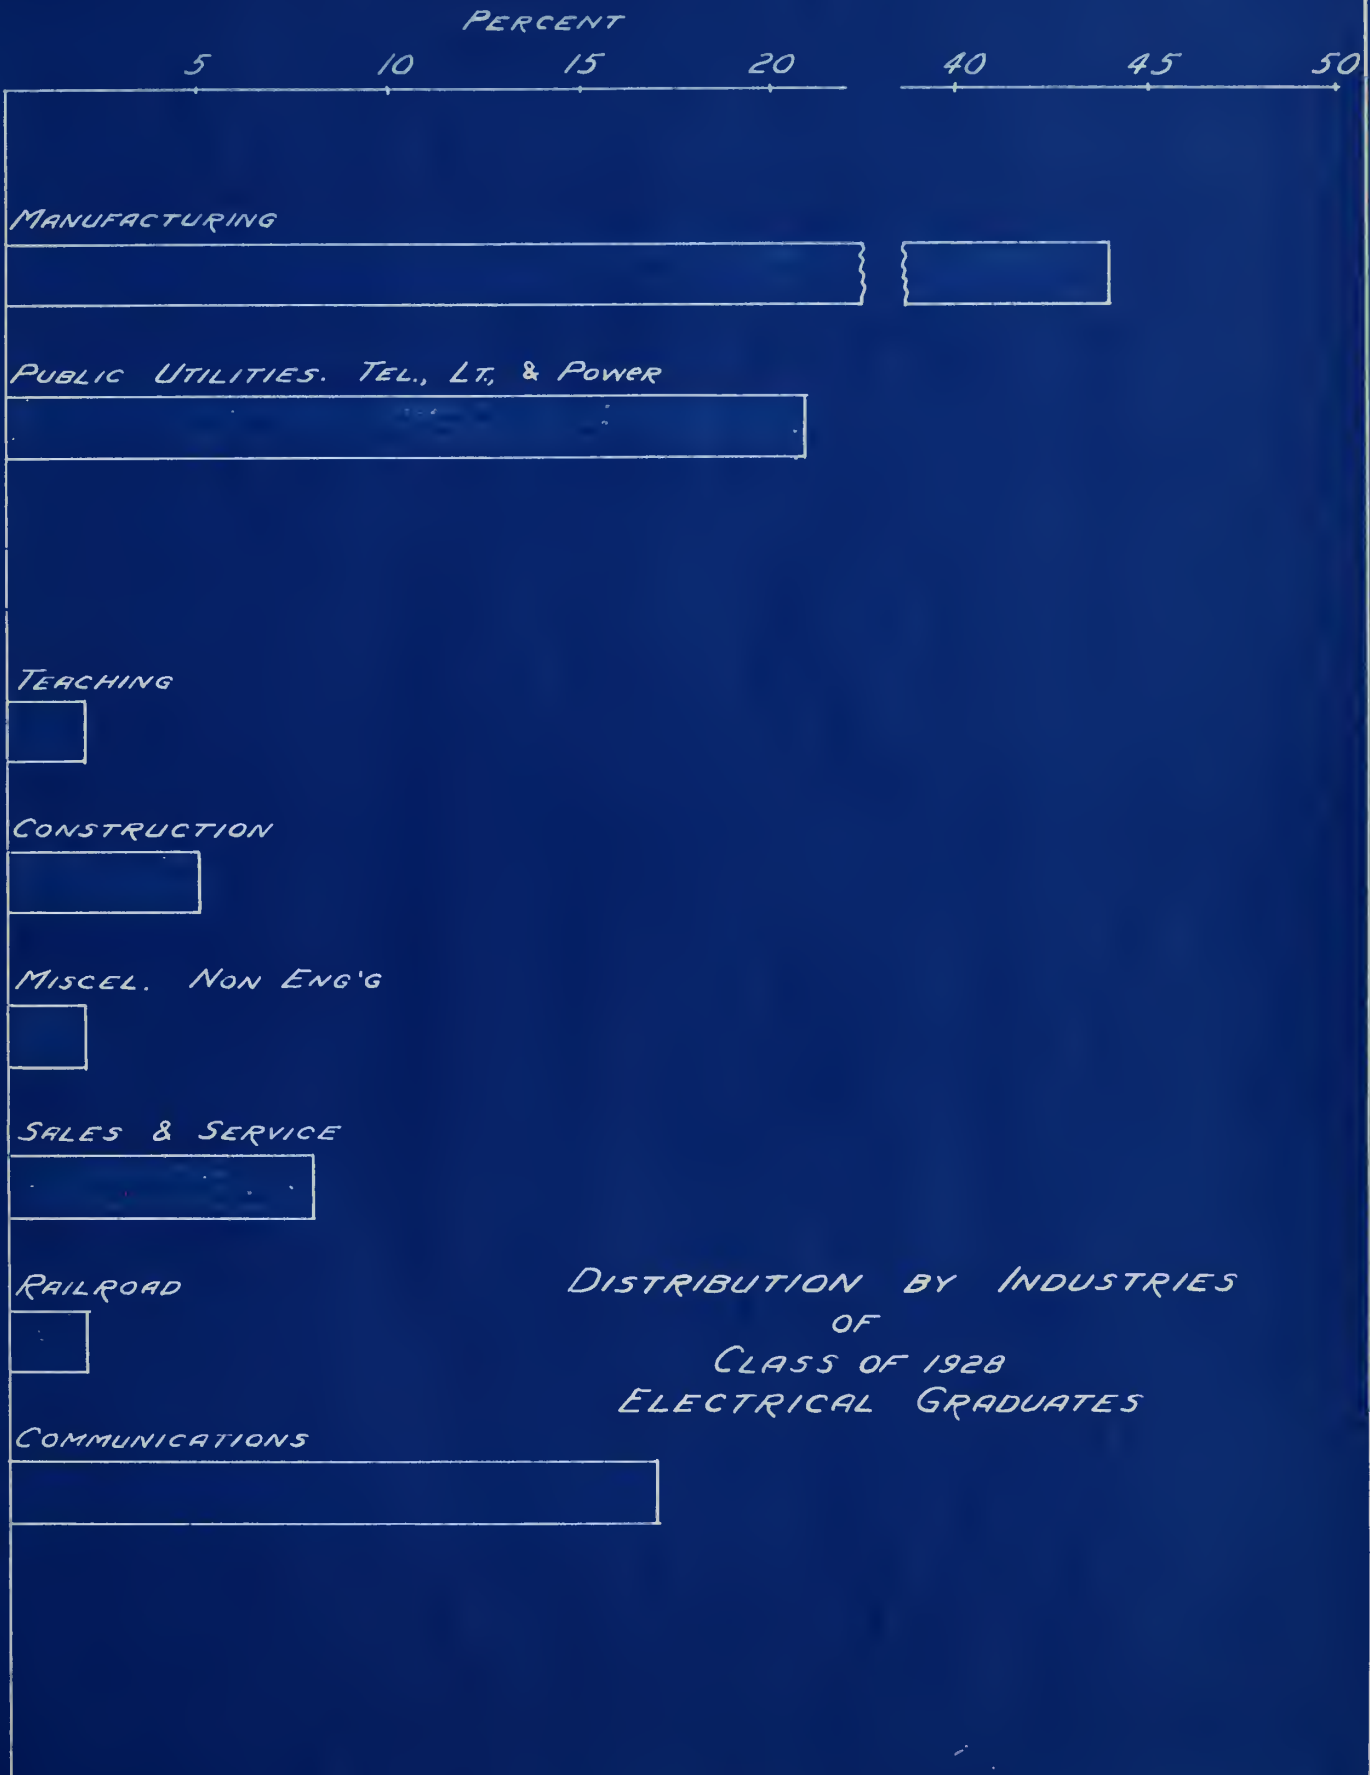 PERCENT
5 10 15 20 40 45 50
MANUFACTURING
PUBLIC UTILITIES. TEL., LT., & POWER
TEACHING
CONSTRUCTION
MISCEL. NON ENG'G
SALES & SERVICE
RAILROAD
DISTRIBUTION BY INDUSTRIES
OF
CLASS OF 1928
ELECTRICAL GRADUATES
COMMUNICATIONS